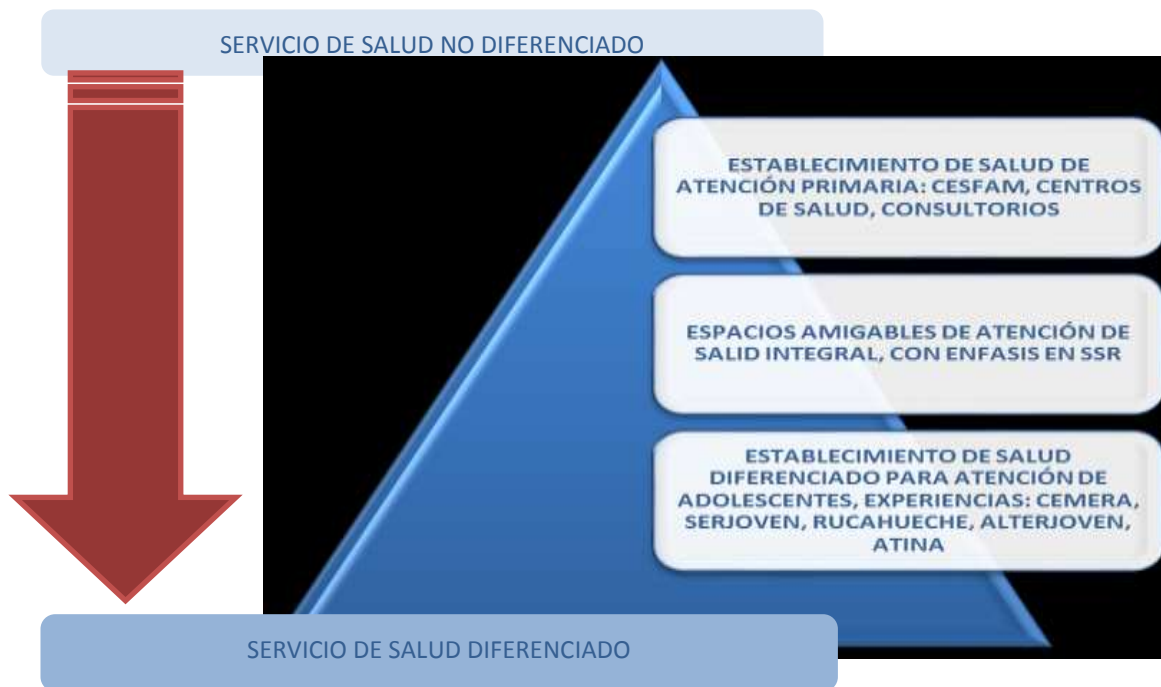 SERVICIO DE SALUD NO DIFERENCIADO
ESTABLECIMIENTO DE SALUD DE
ATENCIÓN PRIMARIA: CESFAM, CENTROS
DE SALUD, CONSULTORIOS
ESPACIOS AMIGABLES DE ATENCIÓN DE
SALID INTEGRAL, CON ENFASIS EN SSR
ESTABLECIMIENTO DE SALUD
DIFERENCIADO PARA ATENCIÓN DE
ADOLESCENTES, EXPERIENCIAS: CEMERA,
SERJOVEN, RUCAHUECHE, ALTERJOVEN,
ATINA
SERVICIO DE SALUD DIFERENCIADO